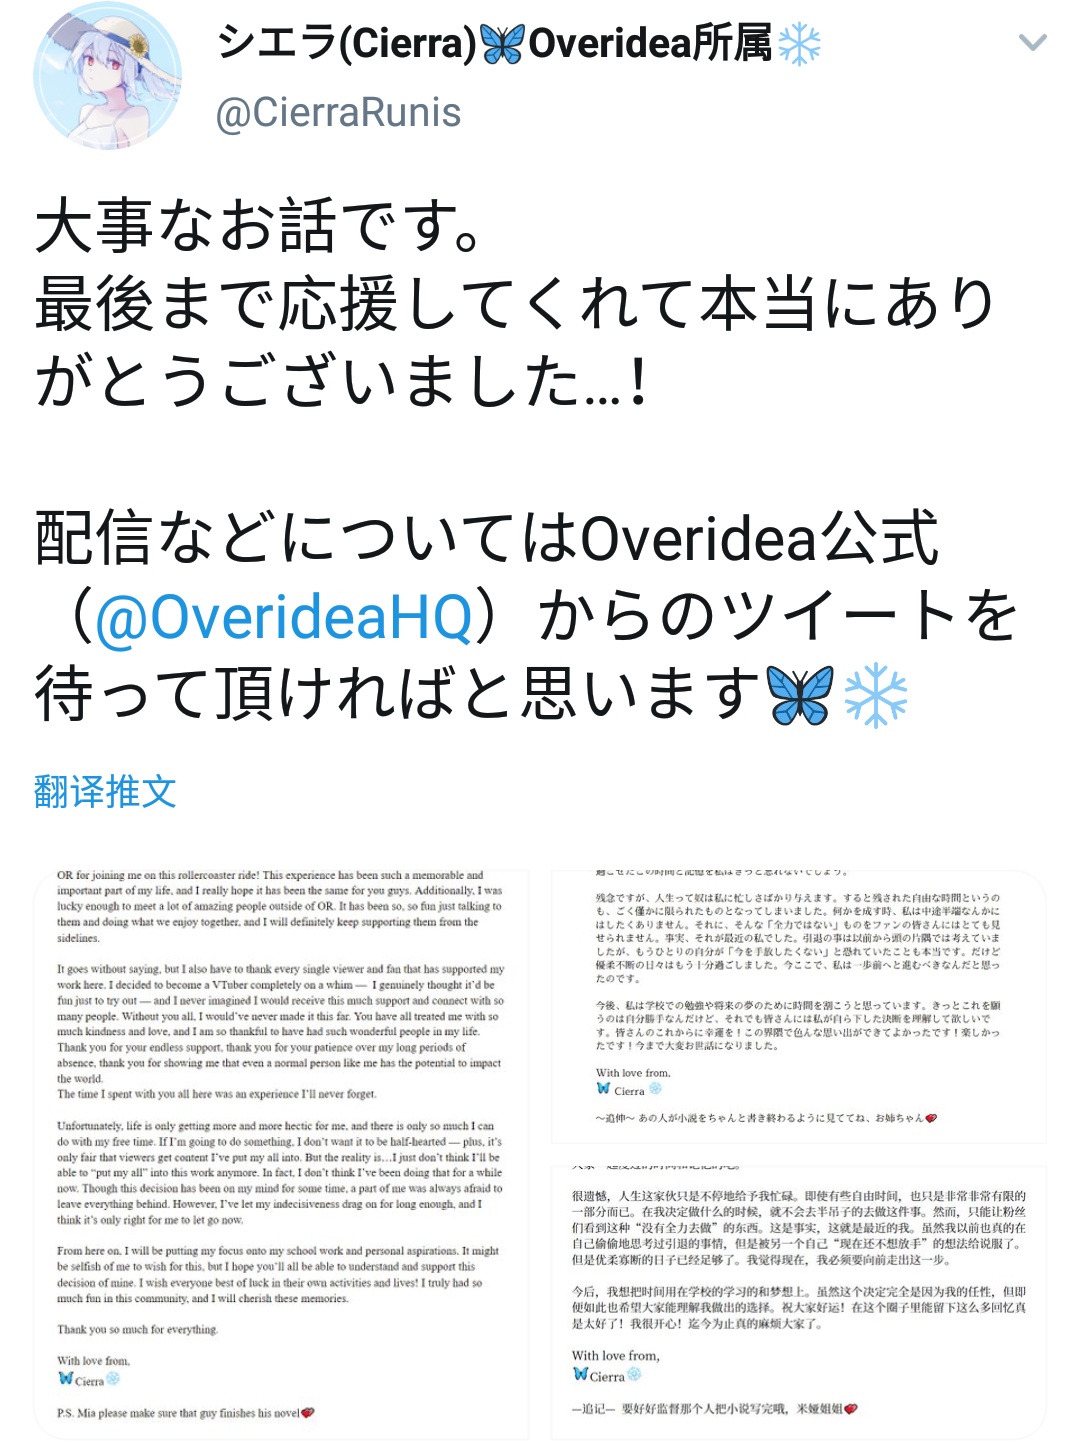 シエラ(Cierra)🦋Overidea所属❄️
@CierraRunis
大事なお話です。
最後まで応援してくれて本当にあり
がとうございました...！
配信などについてはOveridea公式
（@OverideaHQ）からのツイートを
待って頂ければと思います🦋❄️
翻译推文
OR for joining me on this rollercoaster ride! This experience has been such a memorable and
important part of my life, and I really hope it has been the same for you guys. Additionally, I was
lucky enough to meet a lot of amazing people outside of OR. It has been so, so fun just talking to
them and doing what we enjoy together, and I will definitely keep supporting them from the
sidelines.
It goes without saying, but I also have to thank every single viewer and fan that has supported my
work here. I decided to become a VTuber completely on a whim — I genuinely thought it'd be
fun just to try out — and I never imagined I would receive this much support and connect with so
many people. Without you all, I would've never made it this far. You have all treated me with so
much kindness and love, and I am so thankful to have had such wonderful people in my life.
Thank you for your endless support, thank you for your patience over my long periods of
absence, thank you for showing me that even a normal person like me has the potential to impact
the world.
The time I spent with you all here was an experience I'll never forget.
Unfortunately, life is only getting more and more hectic for me, and there is only so much I can
do with my free time. If I'm going to do something, I don't want it to be half-hearted — plus, it's
only fair that viewers get content I've put my all into. But the reality is…I just don't think I'll be
able to “put my all” into this work anymore. In fact, I don't think I've been doing that for a while
now. Though this decision has been on my mind for some time, a part of me was always afraid to
leave everything behind. However, I've let my indecisiveness drag on for long enough, and I
think it's only right for me to let go now.
From here on, I will be putting my focus onto my school work and personal aspirations. It might
be selfish of me to wish for this, but I hope you'll all be able to understand and support this
decision of mine. I wish everyone best of luck in their own activities and lives! I truly had so
much fun in this community, and I will cherish these memories.
Thank you so much for everything.
With love from,
🦋 Cierra ❄️
P.S. Mia please make sure that guy finishes his novel💕
過ごせたこの時間と記憶を私はきっと忘れないでしょう。
残念ですが、人生って奴は私に忙しさばかり与えます。すると残された自由な時間というの
も、ごく僅かに限られたものとなってしまいました。何かを成す時、私は中途半端なんかに
はしたくありません。それに、そんな「全力ではない」ものをファンの皆さんにはとても見
せられません。事実、それが最近の私でした。引退の事は以前から頭の片隅では考えていま
したが、もうひとりの自分が「今を手放したくない」と恐れていたことも本当です。だけど
優柔不断の日々はもう十分過ごしました。今ここで、私は一歩前へと進むべきなんだと思っ
たのです。
今後、私は学校での勉強や将来の夢のために時間を割こうと思っています。きっとこれを願
うのは自分勝手なんだけど、それでも皆さんには私が自ら下した決断を理解して欲しいで
す。皆さんのこれからに幸運を！この界隈で色んな思い出ができてよかったです！楽しかっ
たです！今まで大変お世話になりました。
With love from,
🦋 Cierra ❄️
～追伸～ あの人が小説をちゃんと書き終わるように見ててね、お姉ちゃん💕
很遗憾，人生这家伙只是不停地给予我忙碌。即使有些自由时间，也只是非常非常有限的
一部分而已。在我决定做什么的时候，就不会去半吊子的去做这件事。然而，只能让粉丝
们看到这种“没有全力去做”的东西。这是事实，这就是最近的我。虽然我以前也真的在
自己偷偷地思考过引退的事情，但是被另一个自己“现在还不想放手”的想法给说服了。
但是优柔寡断的日子已经足够了。我觉得现在，我必须要向前走出这一步。
今后，我想把时间用在学校的学习的和梦想上。虽然这个决定完全是因为我的任性，但即
便如此也希望大家能理解我做出的选择。祝大家好运！在这个圈子里能留下这么多回忆真
是太好了！我很开心！迄今为止真的麻烦大家了。
With love from,
🦋Cierra❄️
—追记— 要好好监督那个人把小说写完哦，米娅姐姐💕